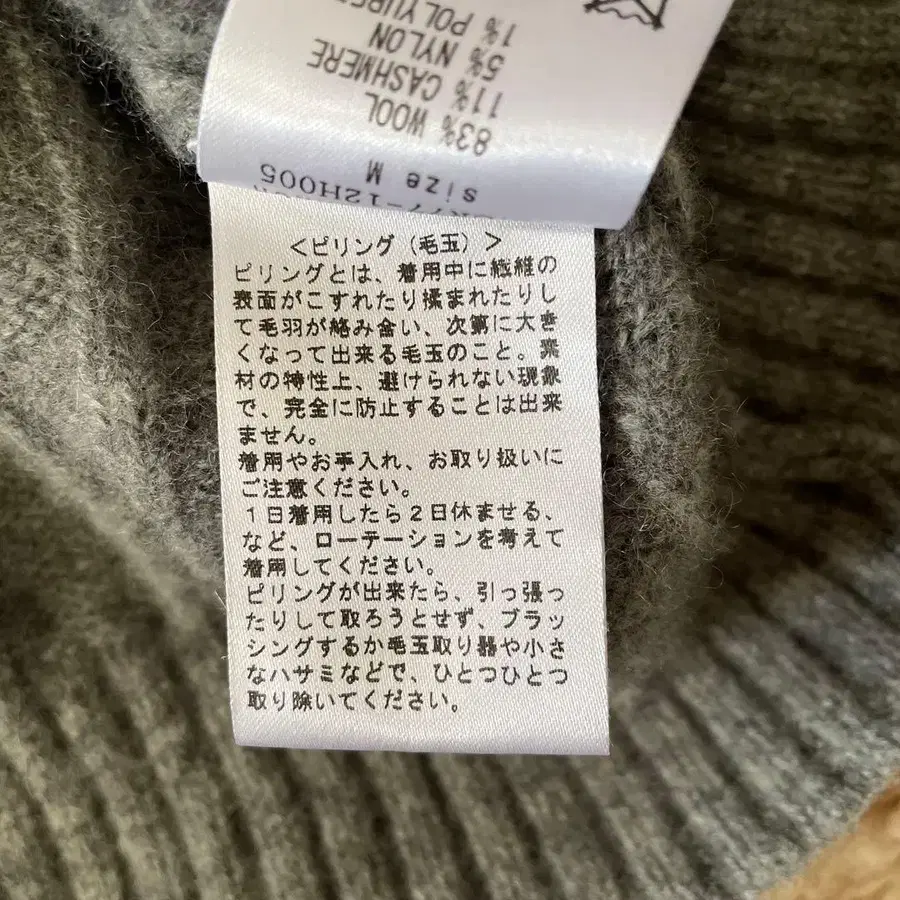 83% WOOL
11% CASHMERE
5% NYLON
1%
size M
-12H005
＜ピリング（毛玉）＞
ピリングとは、着用中に繊維の
表面がこすれたり揉まれたりし
て毛羽が絡み合い、次第に大き
くなって出来る毛玉のこと。素
材の特性上、避けられない現象
で、完全に防止することは出来
ません。
着用やお手入れ、お取り扱いに
ご注意ください。
１日着用したら２日休ませる、
など、ローテーションを考えて
着用してください。
ピリングが出来たら、引っ張っ
たりして取ろうとせず、ブラッ
シングするか毛玉取り器や小さ
なハサミなどで、ひとつひとつ
取り除いてください。